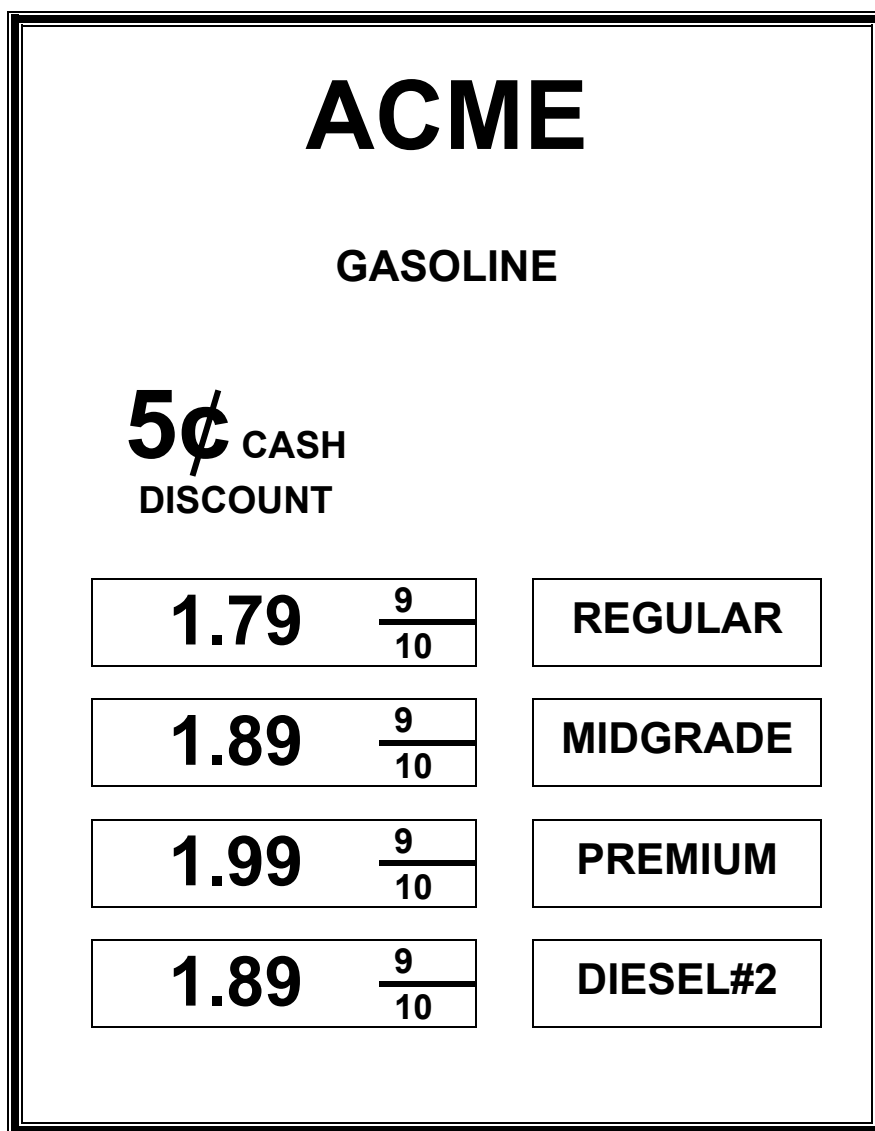 ACME
GASOLINE
5¢ CASH
DISCOUNT
1.79 9/10 REGULAR
1.89 9/10 MIDGRADE
1.99 9/10 PREMIUM
1.89 9/10 DIESEL#2